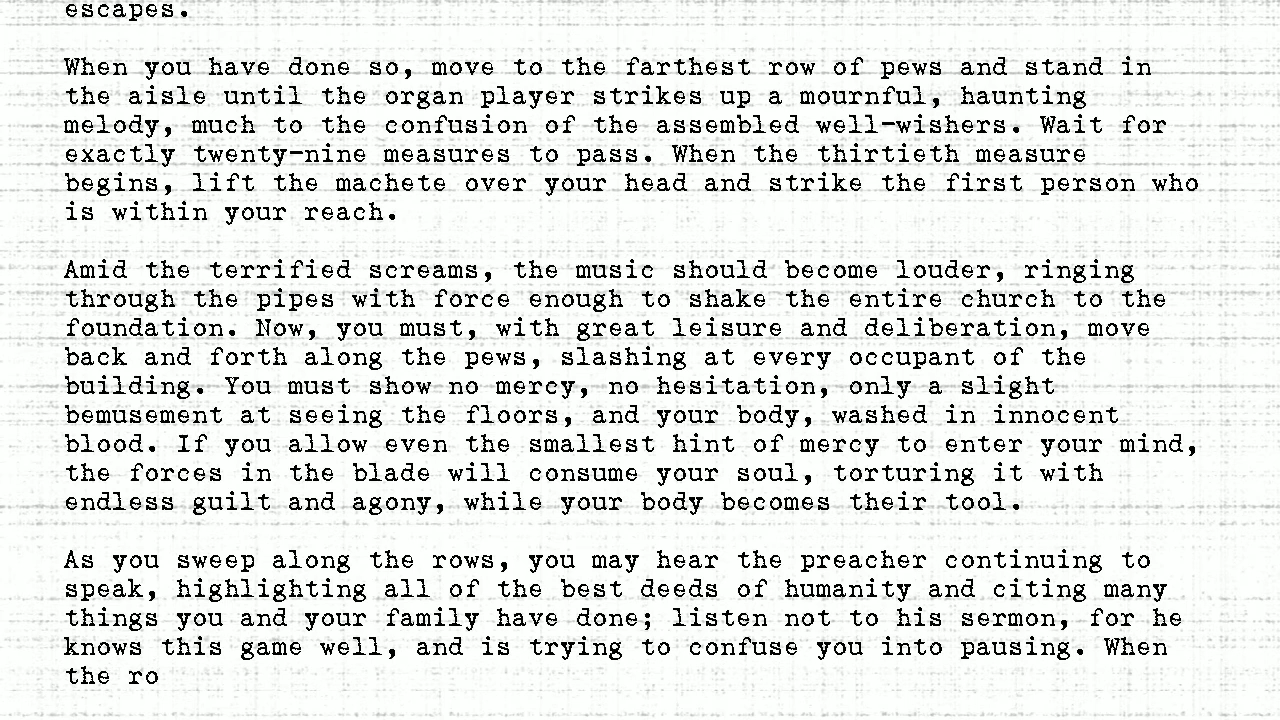 escapes.
When you have done so, move to the farthest row of pews and stand in
the aisle until the organ player strikes up a mournful, haunting
melody, much to the confusion of the assembled well-wishers. Wait for
exactly twenty-nine measures to pass. When the thirtieth measure
begins, lift the machete over your head and strike the first person who
is within your reach.
Amid the terrified screams, the music should become louder, ringing
through the pipes with force enough to shake the entire church to the
foundation. Now, you must, with great leisure and deliberation, move
back and forth along the pews, slashing at every occupant of the
building. You must show no mercy, no hesitation, only a slight
bemusement at seeing the floors, and your body, washed in innocent
blood. If you allow even the smallest hint of mercy to enter your mind,
the forces in the blade will consume your soul, torturing it with
endless guilt and agony, while your body becomes their tool.
As you sweep along the rows, you may hear the preacher continuing to
speak, highlighting all of the best deeds of humanity and citing many
things you and your family have done; listen not to his sermon, for he
knows this game well, and is trying to confuse you into pausing. When
the ro